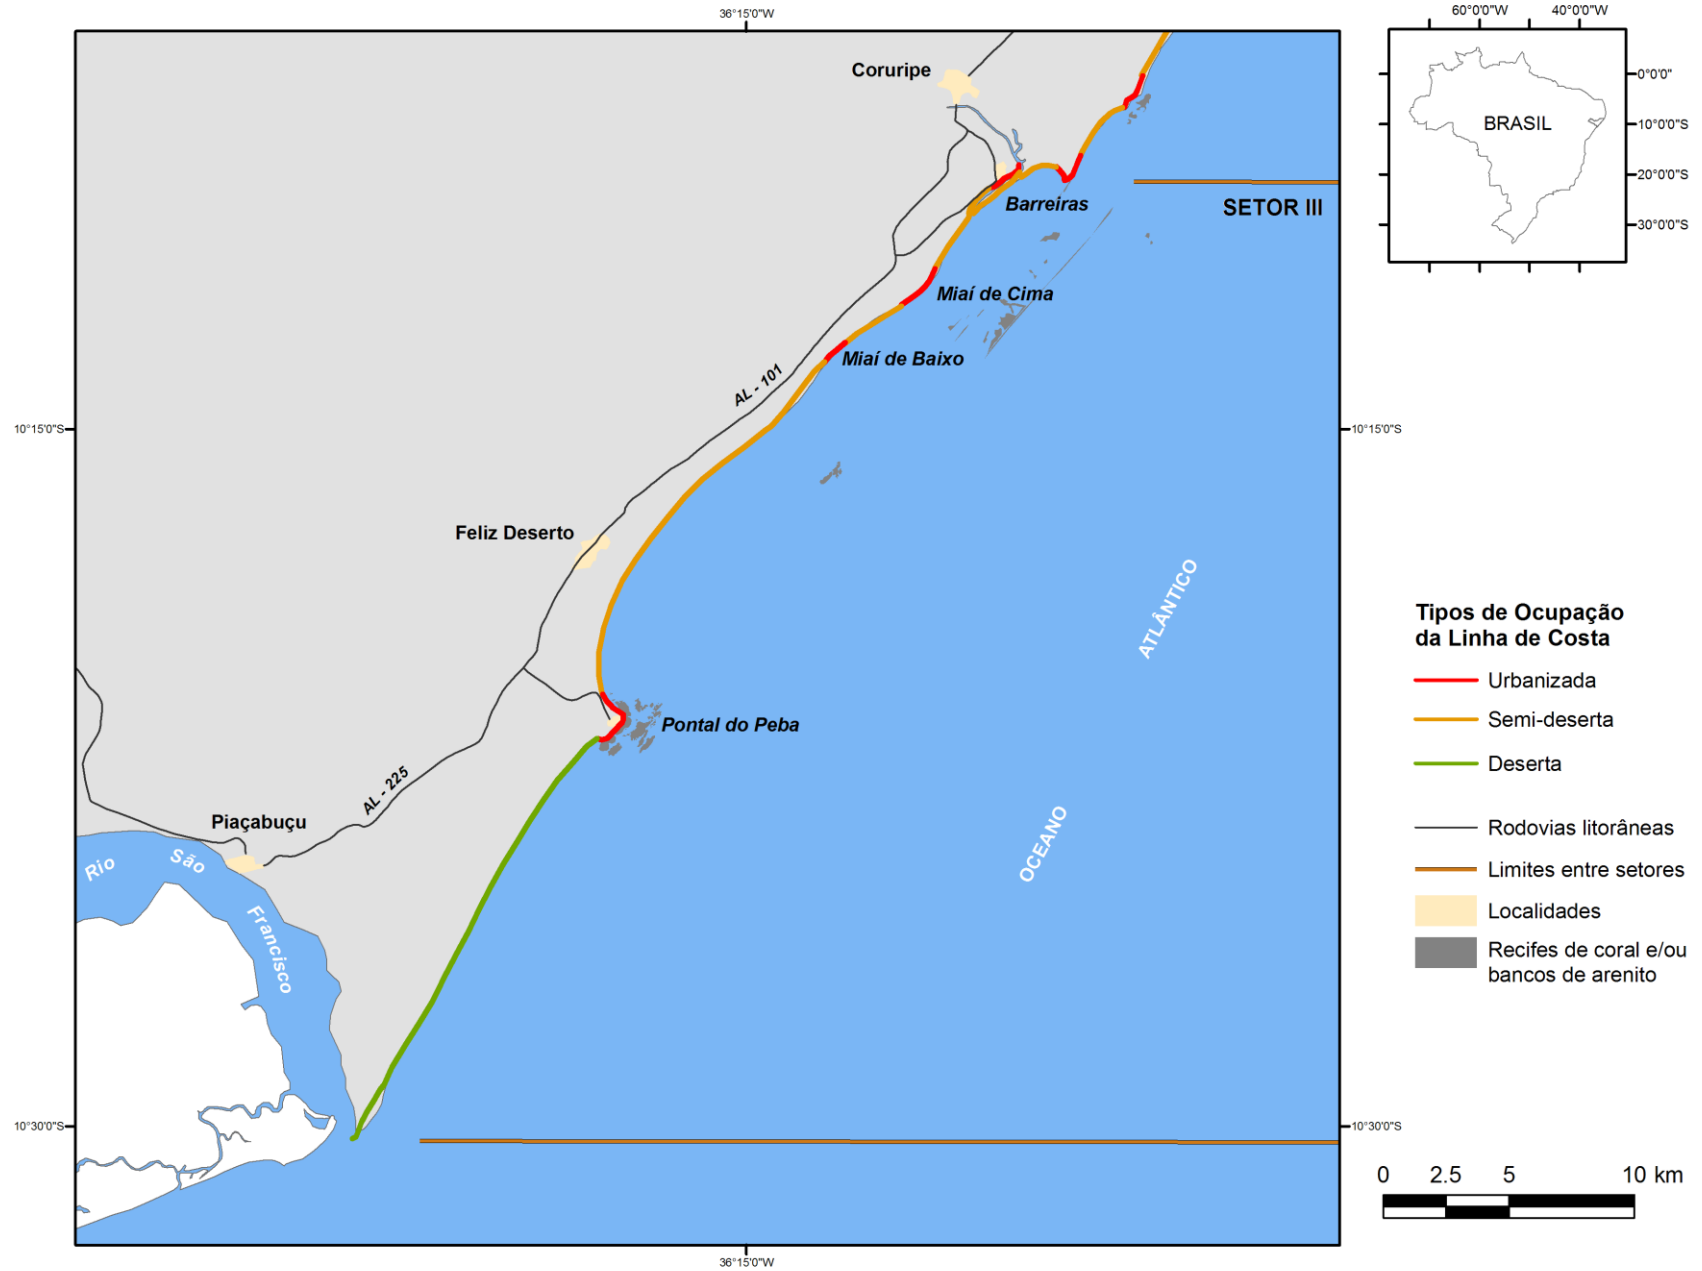 36°15'0"W
60°0'0"W
40°0'0"W
Coruripe
BRASIL
0°0'0"
10°0'0"S
20°0'0"S
30°0'0"S
Barreiras
SETOR III
Miaí de Cima
Miaí de Baixo
AL - 101
10°15'0"S
10°15'0"S
Feliz Deserto
ATLÂNTICO
OCEANO
Pontal do Peba
AL - 225
Piaçabuçu
Rio
São
Francisco
Tipos de Ocupação
da Linha de Costa
Urbanizada
Semi-deserta
Deserta
Rodovias litorâneas
Limites entre setores
Localidades
Recifes de coral e/ou
bancos de arenito
10°30'0"S
10°30'0"S
0 2.5 5 10 km
36°15'0"W